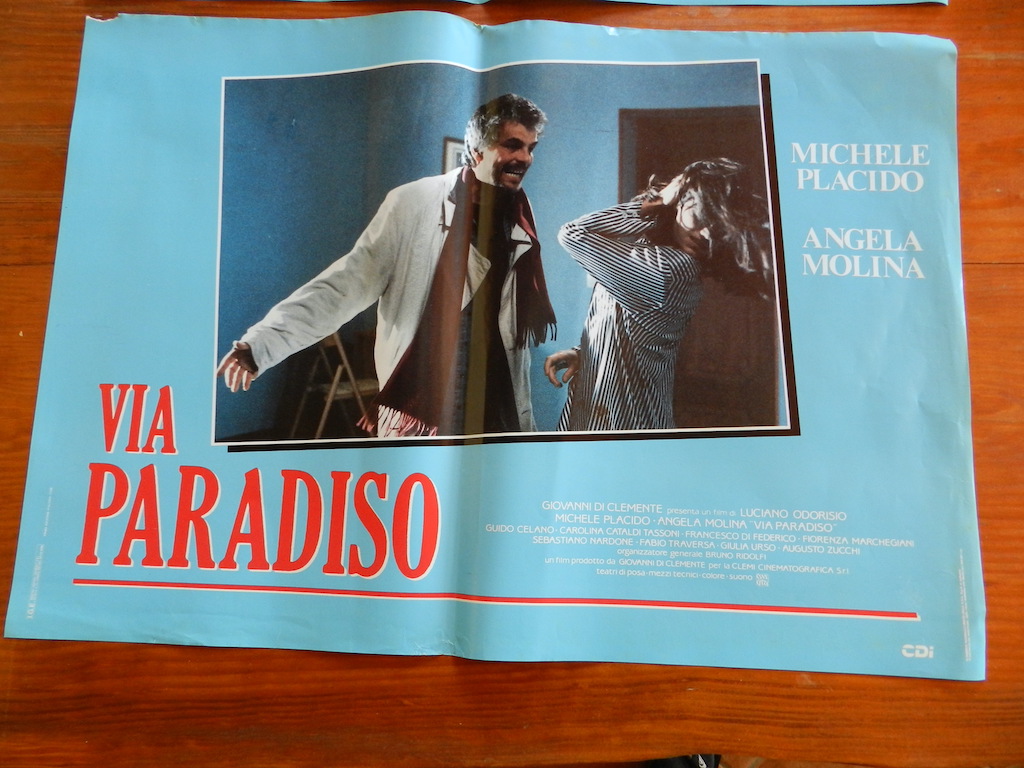 MICHELE
PLACIDO
ANGELA
MOLINA
VIA
PARADISO
GIOVANNI DI CLEMENTE presenta un film di LUCIANO ODORISIO
MICHELE PLACIDO · ANGELA MOLINA "VIA PARADISO"
GUIDO CELANO · CAROLINA CATALDI TASSONI · FRANCESCO DI FEDERICO · FIORENZA MARCHEGIANI
SEBASTIANO NARDONE · FABIO TRAVERSA · GIULIA URSO · AUGUSTO ZUCCHI
organizzatore generale BRUNO RIDOLFI
un film prodotto da GIOVANNI DI CLEMENTE per la CLEMI CINEMATOGRAFICA S.r.l.
teatri di posa - mezzi tecnici - colore - suono
CDi